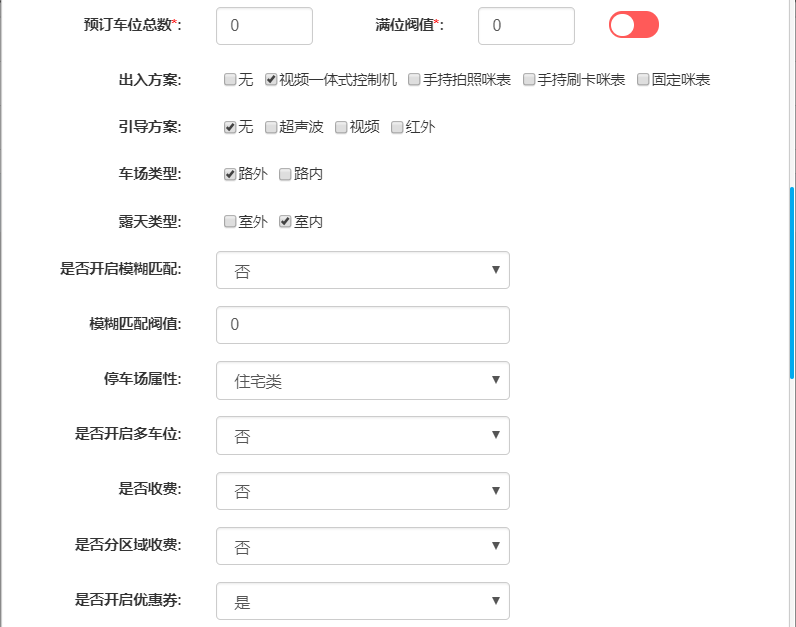 预订车位总数*: 0 满位阀值*: 0
出入方案: 无 视频一体式控制机 手持拍照咪表 手持刷卡咪表 固定咪表
引导方案: 无 超声波 视频 红外
车场类型: 路外 路内
露天类型: 室外 室内
是否开启模糊匹配: 否
模糊匹配阀值: 0
停车场属性: 住宅类
是否开启多车位: 否
是否收费: 否
是否分区域收费: 否
是否开启优惠券: 是